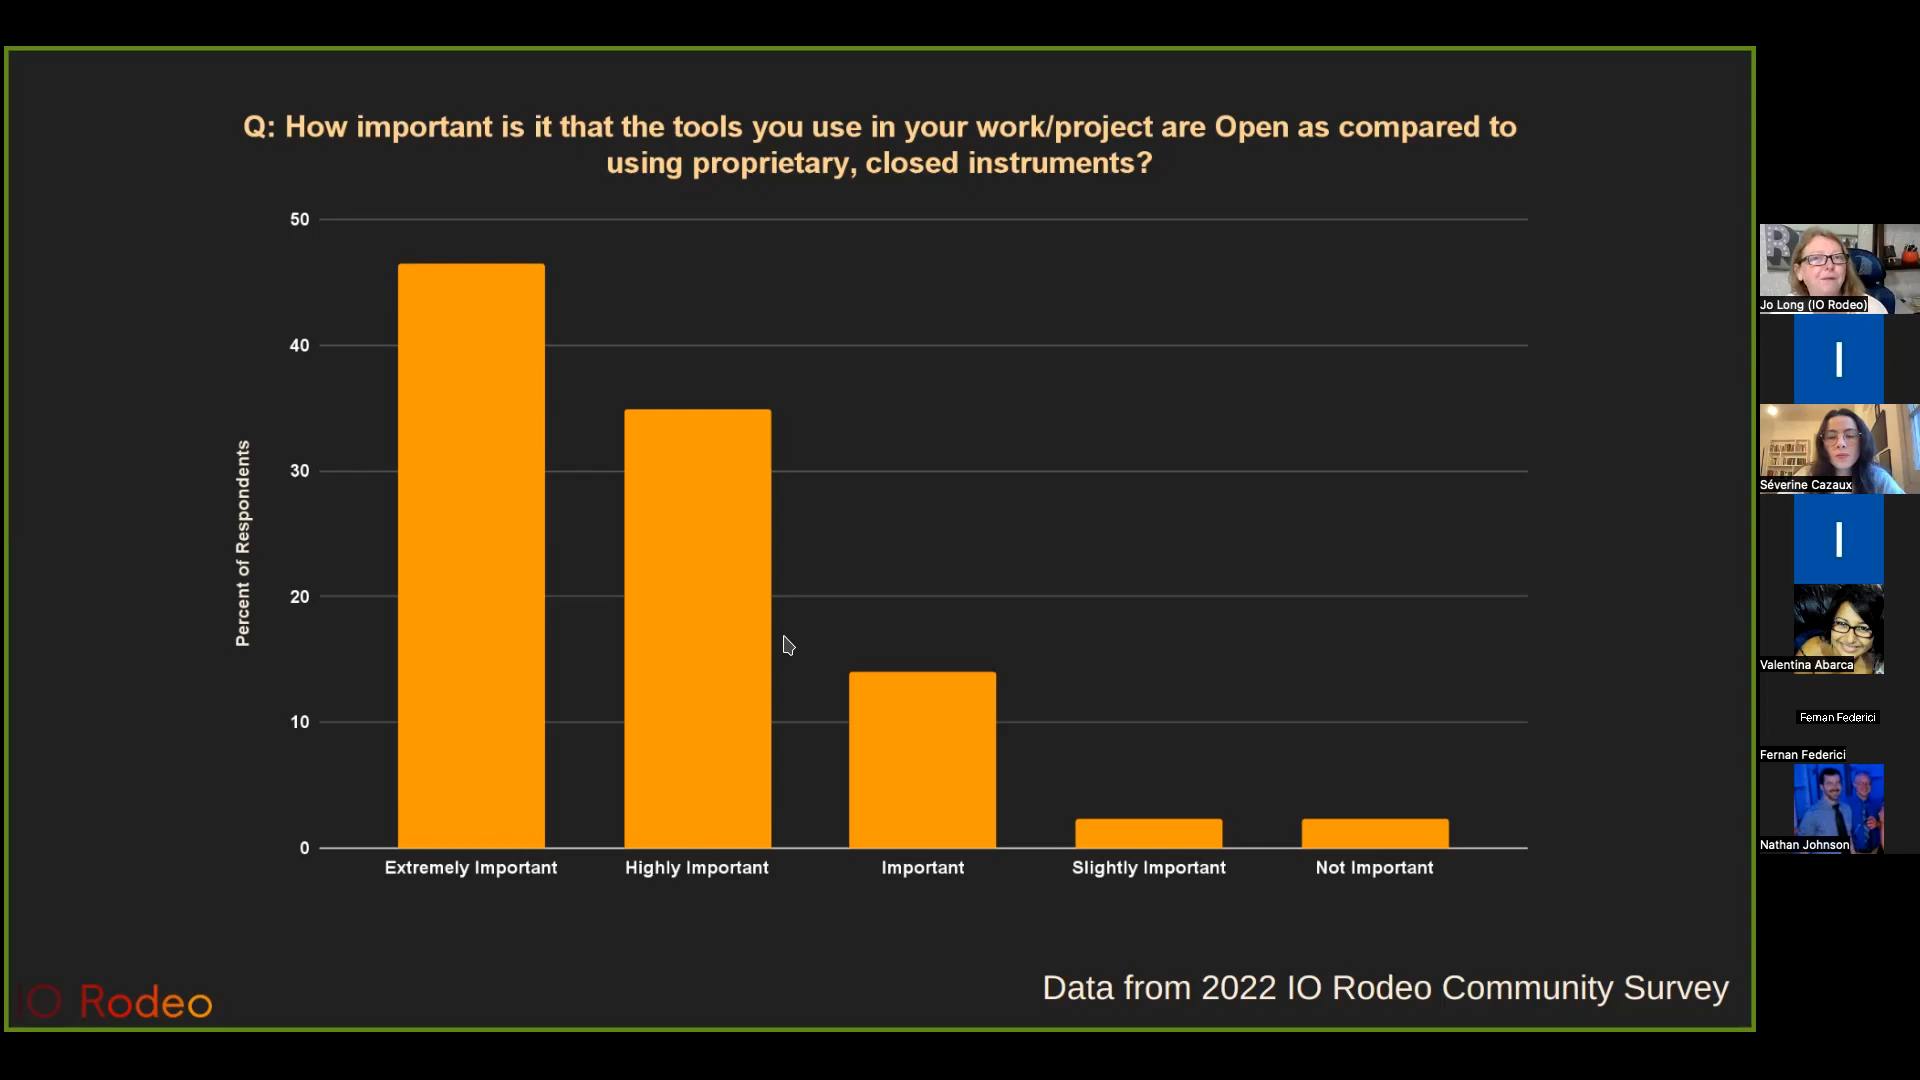 Q: How important is it that the tools you use in your work/project are Open as compared to
using proprietary, closed instruments?
50
40
30
20
10
0
Percent of Respondents
Extremely Important
Highly Important
Important
Slightly Important
Not Important
IO Rodeo
Data from 2022 IO Rodeo Community Survey
R
Jo Long (IO Rodeo)
I
Séverine Cazaux
I
Valentina Abarca
Fernan Federici
Fernan Federici
Nathan Johnson